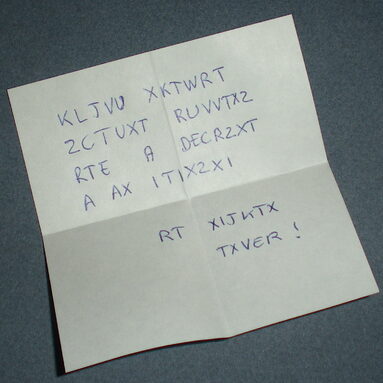 KLJVU XKTWRT
2CTUXT RUVVTX2
RTE A DECR2XT
A AX ITIX2XI
RT XIJKTX
TXVER !